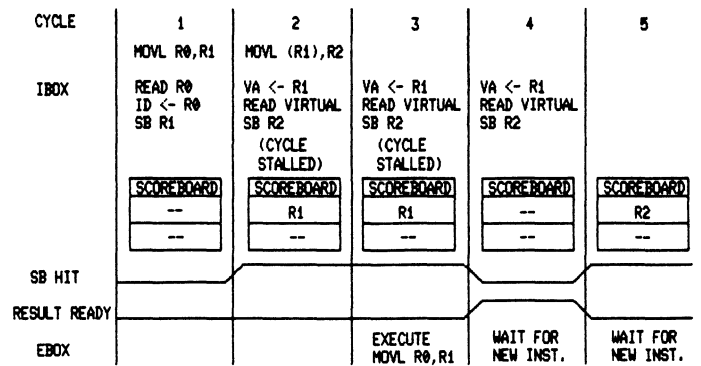 CYCLE 1 2 3 4 5
MOVL R0,R1 MOVL (R1),R2
IBOX READ R0 VA <- R1 VA <- R1 VA <- R1
ID <- R0 READ VIRTUAL READ VIRTUAL READ VIRTUAL
SB R1 SB R2 SB R2 SB R2
(CYCLE (CYCLE
STALLED) STALLED)
SCOREBOARD SCOREBOARD SCOREBOARD SCOREBOARD SCOREBOARD
-- R1 R1 -- R2
-- -- -- -- --
SB HIT
RESULT READY
EBOX EXECUTE WAIT FOR WAIT FOR
MOVL R0,R1 NEW INST. NEW INST.